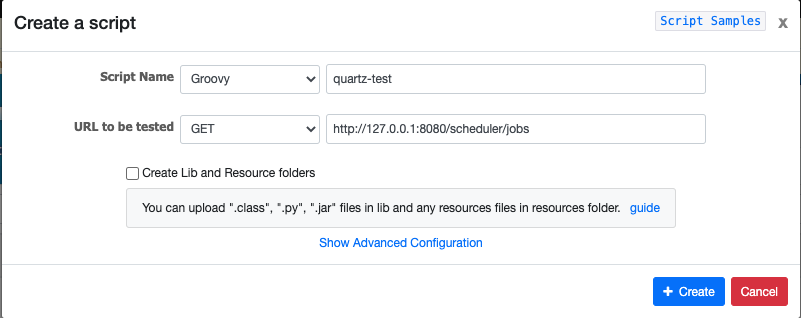 Create a script
Script Samples
x
Script Name Groovy quartz-test
URL to be tested GET http://127.0.0.1:8080/scheduler/jobs
Create Lib and Resource folders
You can upload ".class", ".py", ".jar" files in lib and any resources files in resources folder. guide
Show Advanced Configuration
+ Create Cancel